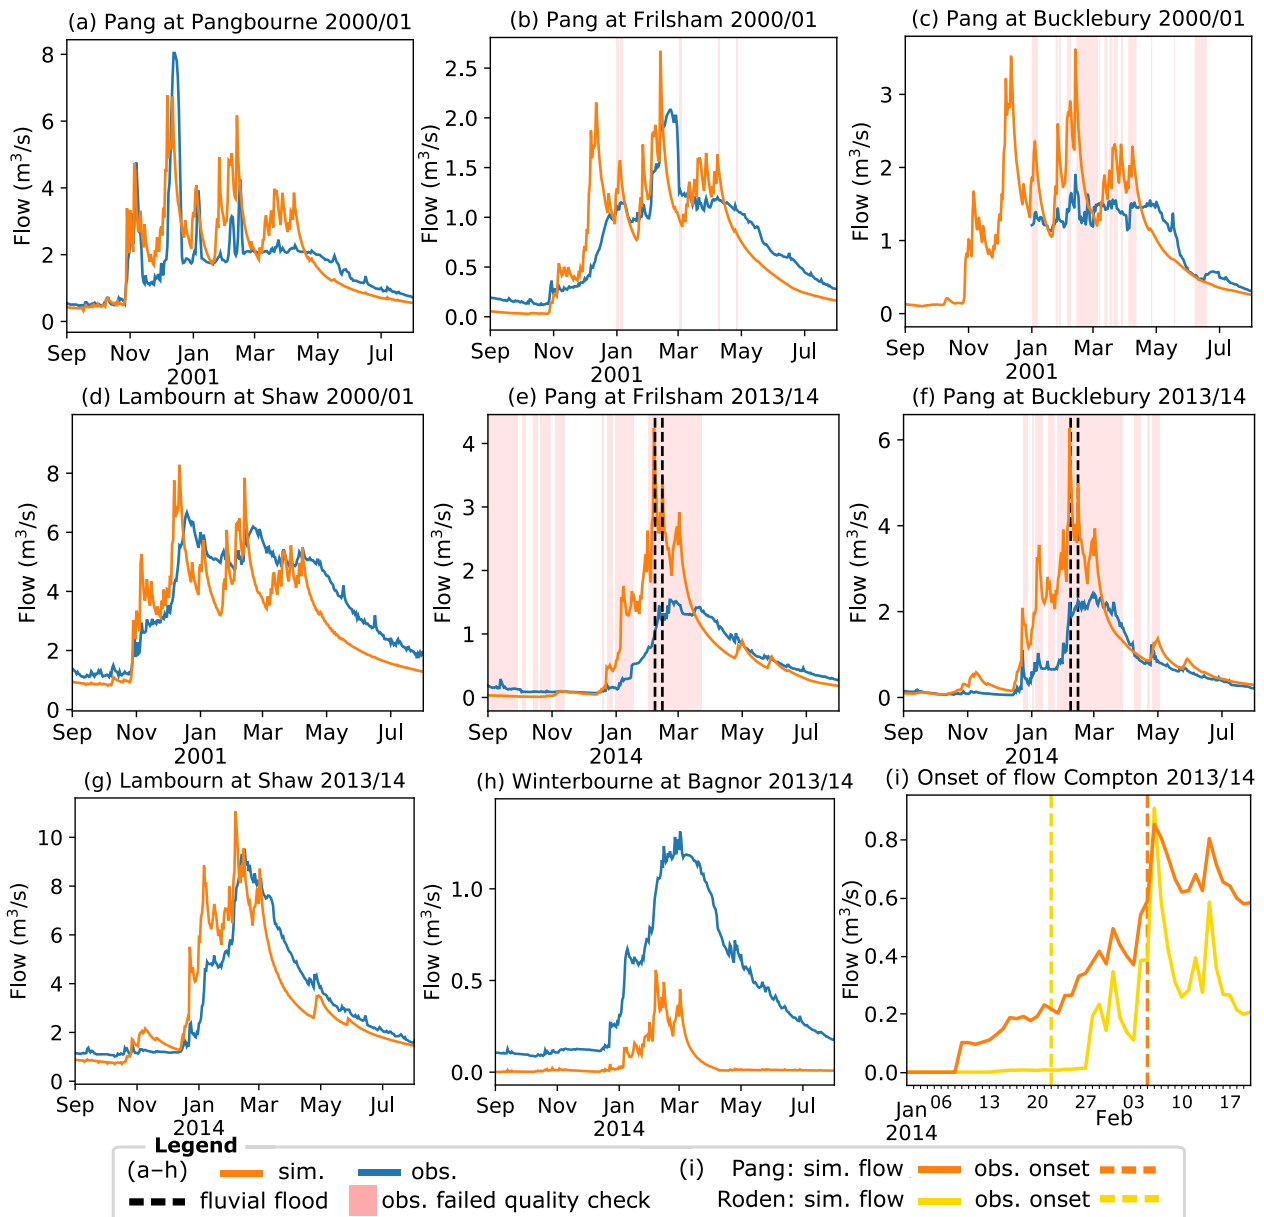 (a) Pang at Pangbourne 2000/01
(b) Pang at Frilsham 2000/01
(c) Pang at Bucklebury 2000/01
Flow (m³/s)
8
6
4
2
0
Sep Nov Jan Mar May Jul
2001
Flow (m³/s)
2.5
2.0
1.5
1.0
0.5
0.0
Sep Nov Jan Mar May Jul
2001
Flow (m³/s)
3
2
1
0
Sep Nov Jan Mar May Jul
2001
(d) Lambourn at Shaw 2000/01
(e) Pang at Frilsham 2013/14
(f) Pang at Bucklebury 2013/14
Flow (m³/s)
8
6
4
2
0
Sep Nov Jan Mar May Jul
2001
Flow (m³/s)
4
3
2
1
0
Sep Nov Jan Mar May Jul
2014
Flow (m³/s)
6
4
2
0
Sep Nov Jan Mar May Jul
2014
(g) Lambourn at Shaw 2013/14
(h) Winterbourne at Bagnor 2013/14
(i) Onset of flow Compton 2013/14
Flow (m³/s)
10
8
6
4
2
0
Sep Nov Jan Mar May Jul
2014
Flow (m³/s)
1.0
0.5
0.0
Sep Nov Jan Mar May Jul
2014
Flow (m³/s)
0.8
0.6
0.4
0.2
0.0
Jan 06 13 20 27 03 10 17
2014 Feb
Legend
(a–h) sim. obs.
fluvial flood obs. failed quality check
(i) Pang: sim. flow obs. onset
Roden: sim. flow obs. onset